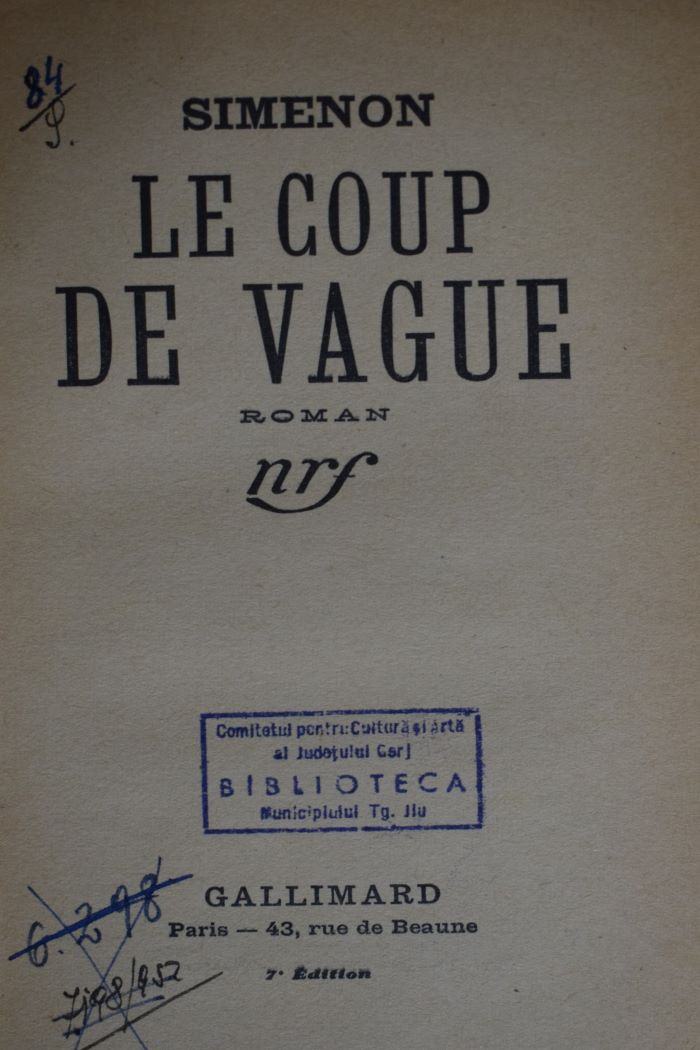 84
S.
SIMENON
LE COUP
DE VAGUE
ROMAN
nrf
Comitetul pentru Cultură și Artă
al Județului Gorj
BIBLIOTECA
Municipiului Tg. Jiu
6.298
GALLIMARD
Paris — 43, rue de Beaune
7e Édition